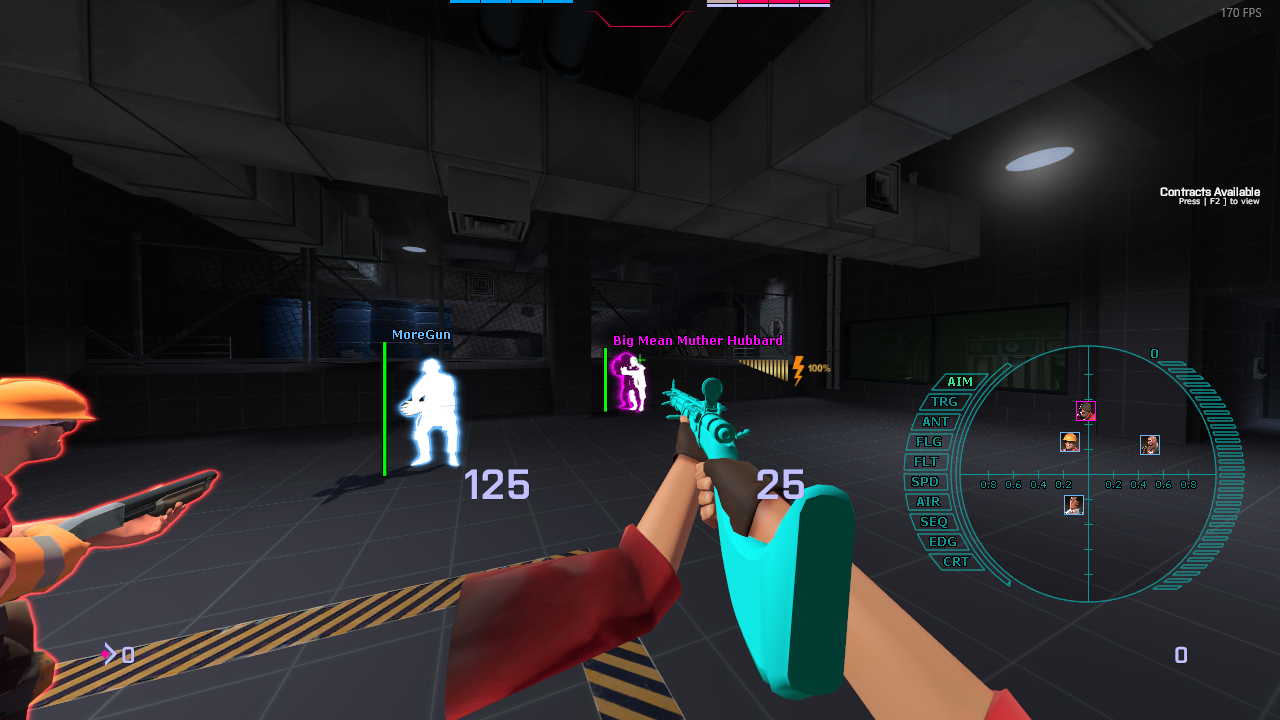 170 FPS
Contracts Available
Press [ F2 ] to view
MoreGun
Big Mean Muther Hubbard
100%
0
AIM
TRG
ANT
FLG
FLT
SPD
AIR
SEQ
EDG
CRT
0.8 0.6 0.4 0.2 0.2 0.4 0.6 0.8
125
25
0
0